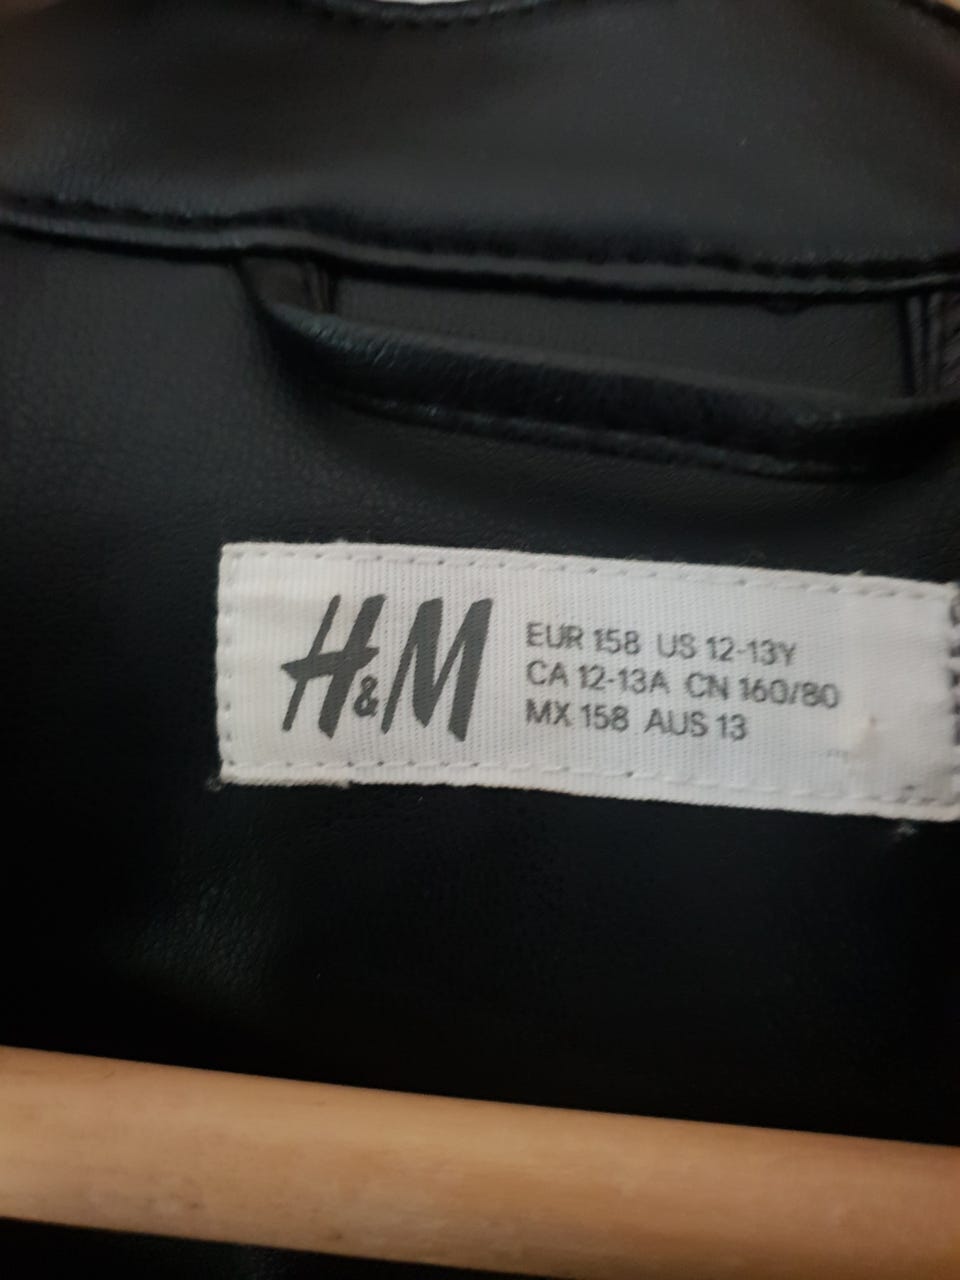 H&M
EUR 158 US 12-13Y
CA 12-13A CN 160/80
MX 158 AUS 13